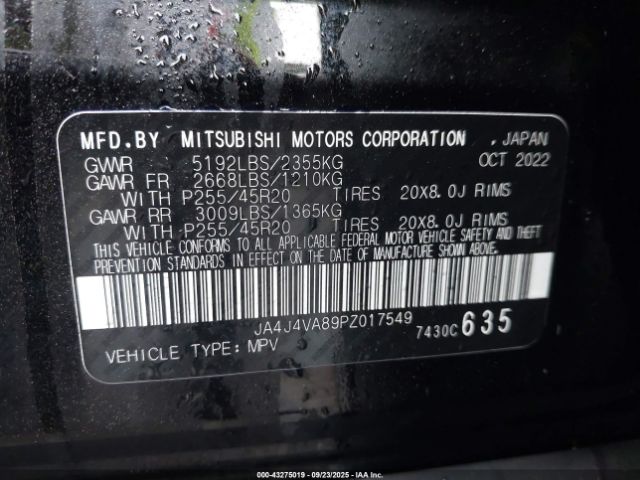 MFD.BY MITSUBISHI MOTORS CORPORATION , JAPAN
GVWR 5192LBS/2355KG OCT 2022
GAWR FR 2668LBS/1210KG
WITH P255/45R20 TIRES 20X8.0J RIMS
GAWR RR 3009LBS/1365KG
WITH P255/45R20 TIRES 20X8.0J RIMS
THIS VEHICLE CONFORMS TO ALL APPLICABLE FEDERAL MOTOR VEHICLE SAFETY AND THEFT
PREVENTION STANDARDS IN EFFECT ON THE DATE OF MANUFACTURE SHOWN ABOVE.
JA4J4VA89PZ017549 7430C 635
VEHICLE TYPE: MPV
000-43275019 - 09/23/2025 - IAAI.CA